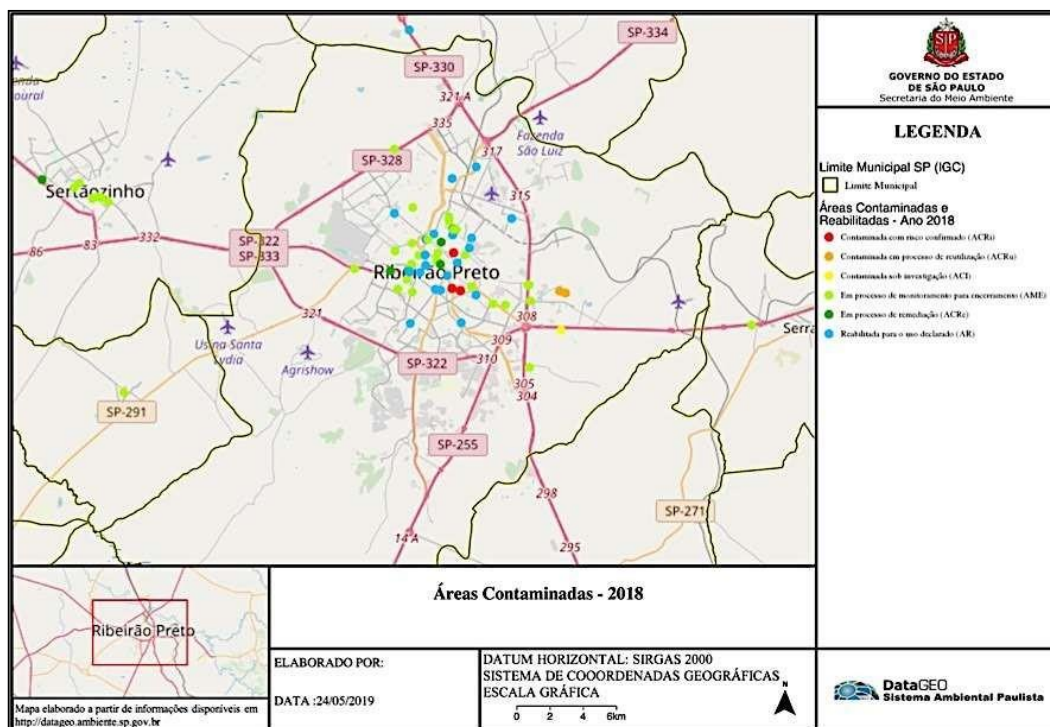 SP-334
SP-330
321 A
335
317
Fazenda
São Luiz
SP-328
315
Sertãozinho
86
83
332
SP-322
SP-333
Ribeirão Preto
321
308
309
310
Usina Santa
Lydia
Agrishow
SP-322
305
304
SP-291
SP-255
298
SP-271
14 A
295
GOVERNO DO ESTADO
DE SÃO PAULO
Secretaria do Meio Ambiente
LEGENDA
Limite Municipal SP (IGC)
Limite Municipal
Áreas Contaminadas e
Reabilitadas - Ano 2018
Contaminada com risco confirmado (ACRi)
Contaminada em processo de reutilização (ACRu)
Contaminada sob investigação (ACI)
Em processo de monitoramento para encerramento (AME)
Em processo de remediação (ACRe)
Reabilitada para o uso declarado (AR)
Ribeirão Preto
Mapa elaborado a partir de informações disponíveis em
http://datageo.ambiente.sp.gov.br
Áreas Contaminadas - 2018
ELABORADO POR:
DATA :24/05/2019
DATUM HORIZONTAL: SIRGAS 2000
SISTEMA DE COOORDENADAS GEOGRÁFICAS
ESCALA GRÁFICA
0 2 4 6km
N
DataGEO
Sistema Ambiental Paulista